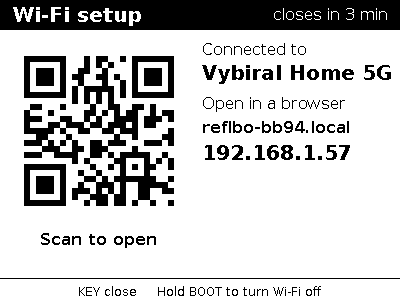 Wi-Fi setup closes in 3 min
Connected to
Vybiral Home 5G
Open in a browser
reflbo-bb94.local
192.168.1.57
Scan to open
KEY close Hold BOOT to turn Wi-Fi off